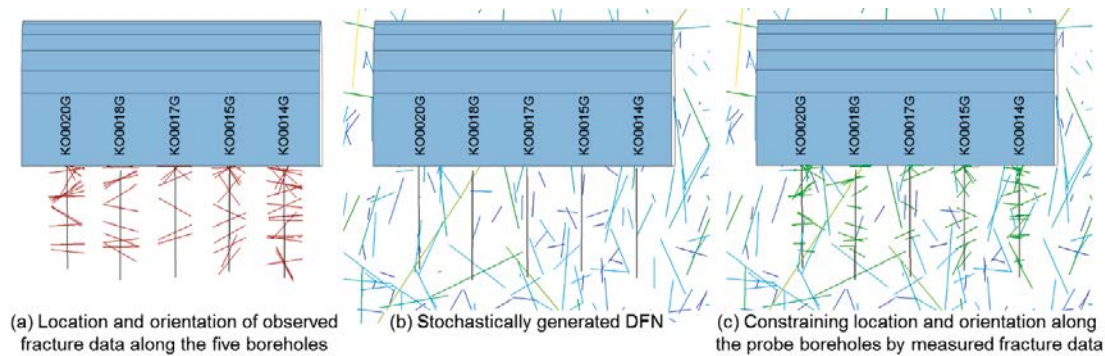 KO0020G
KO0018G
KO0017G
KO0015G
KO0014G
KO0020G
KO0018G
KO0017G
KO0015G
KO0014G
KO0020G
KO0018G
KO0017G
KO0015G
KO0014G
(a) Location and orientation of observed
fracture data along the five boreholes
(b) Stochastically generated DFN
(c) Constraining location and orientation along
the probe boreholes by measured fracture data